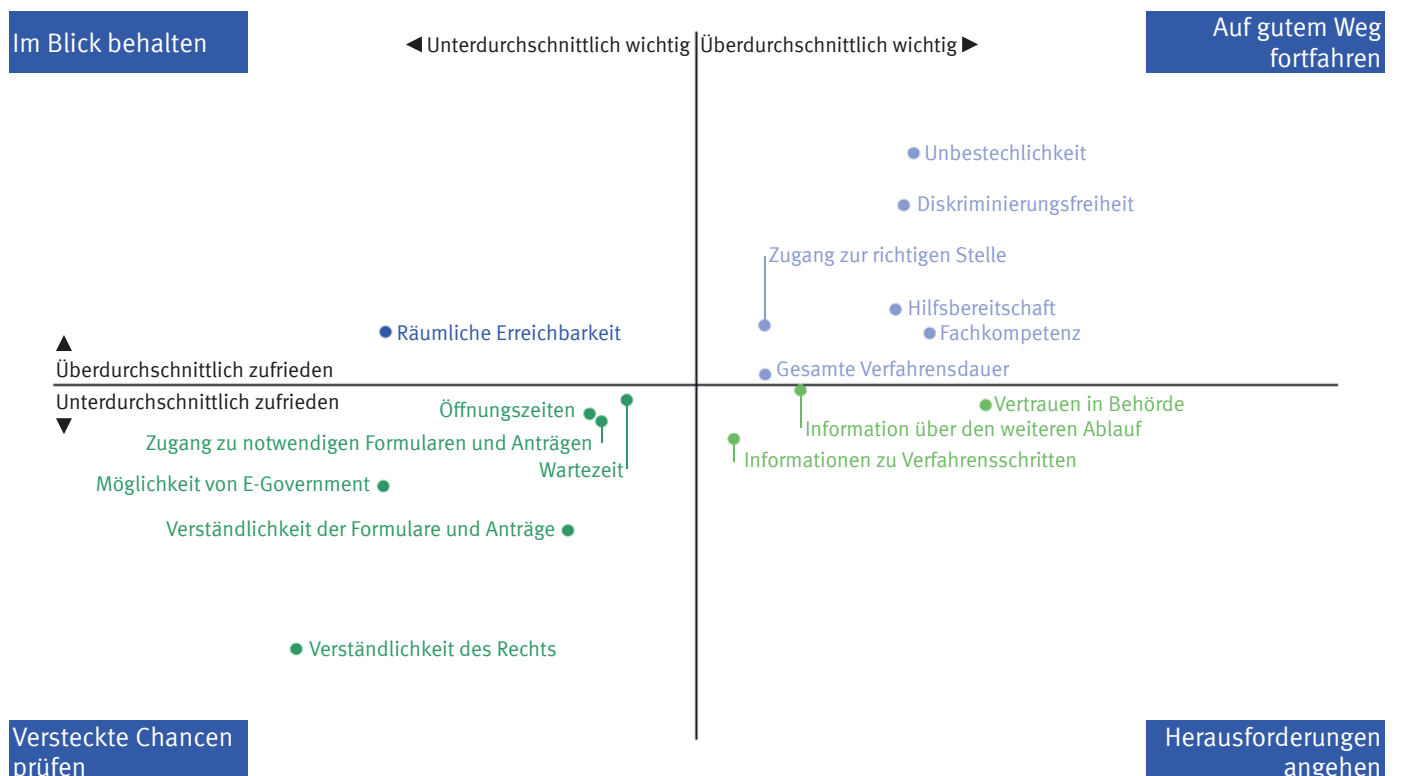 Im Blick behalten
◀ Unterdurchschnittlich wichtig
Überdurchschnittlich wichtig ▶
Auf gutem Weg
fortfahren
Unbestechlichkeit
Diskriminierungsfreiheit
Zugang zur richtigen Stelle
Hilfsbereitschaft
Räumliche Erreichbarkeit
Fachkompetenz
▲
Überdurchschnittlich zufrieden
Gesamte Verfahrensdauer
Unterdurchschnittlich zufrieden
▼
Öffnungszeiten
Vertrauen in Behörde
Information über den weiteren Ablauf
Zugang zu notwendigen Formularen und Anträgen
Informationen zu Verfahrensschritten
Wartezeit
Möglichkeit von E-Government
Verständlichkeit der Formulare und Anträge
Verständlichkeit des Rechts
Versteckte Chancen
prüfen
Herausforderungen
angehen